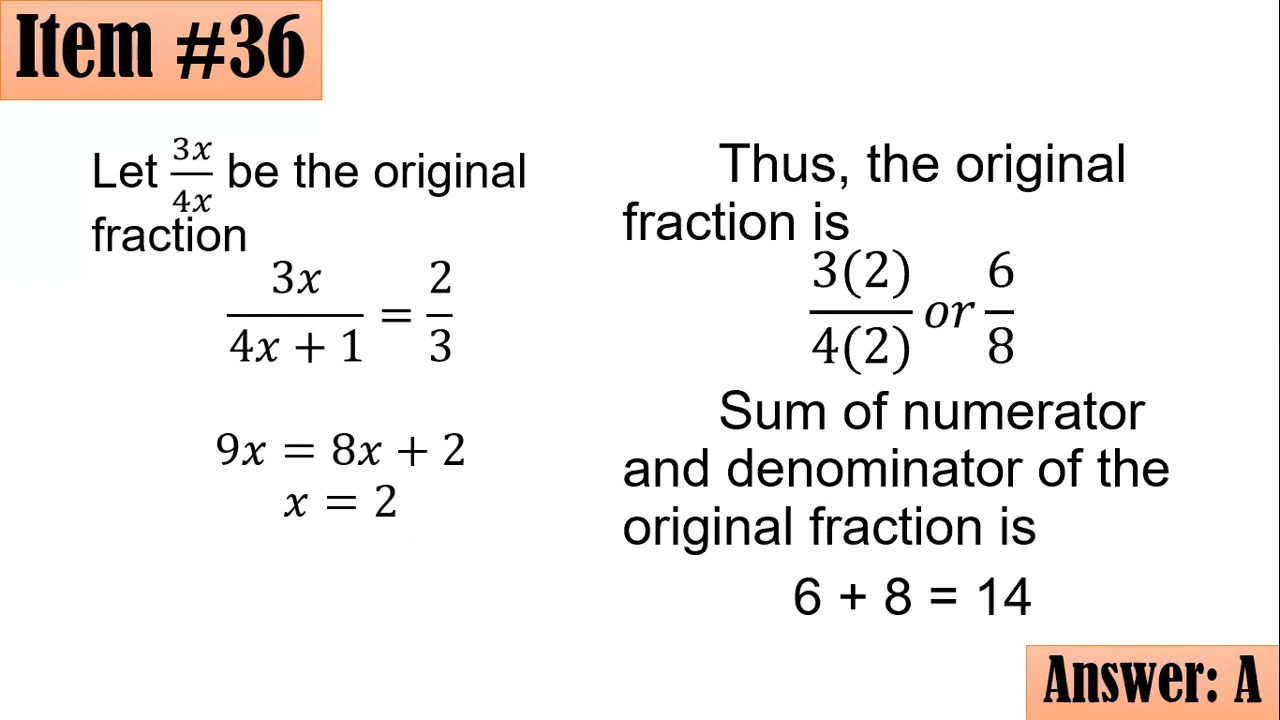 Item #36
Let 3x/4x be the original
fraction
3x/(4x + 1) = 2/3
9x = 8x + 2
x = 2
Thus, the original
fraction is
3(2)/4(2) or 6/8
Sum of numerator
and denominator of the
original fraction is
6 + 8 = 14
Answer: A